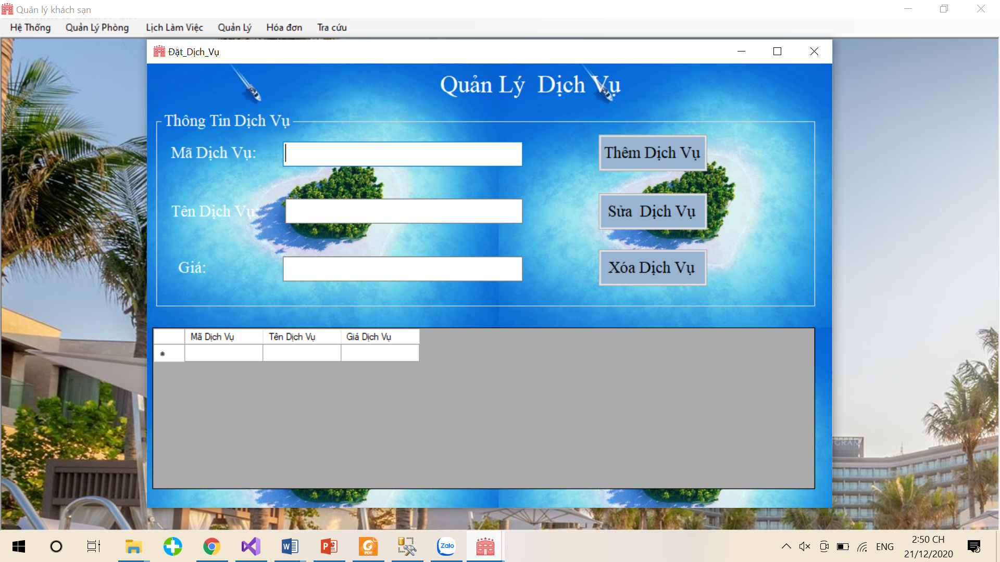 Quản lý khách sạn
Hệ Thống Quản Lý Phòng Lịch Làm Việc Quản Lý Hóa đơn Tra cứu
Đặt_Dịch_Vụ
Quản Lý Dịch Vụ
Thông Tin Dịch Vụ
Mã Dịch Vụ:
Thêm Dịch Vụ
Tên Dịch Vụ:
Sửa Dịch Vụ
Giá:
Xóa Dịch Vụ
Mã Dịch Vụ Tên Dịch Vụ Giá Dịch Vụ
PDF
Zalo
ENG
2:50 CH
21/12/2020